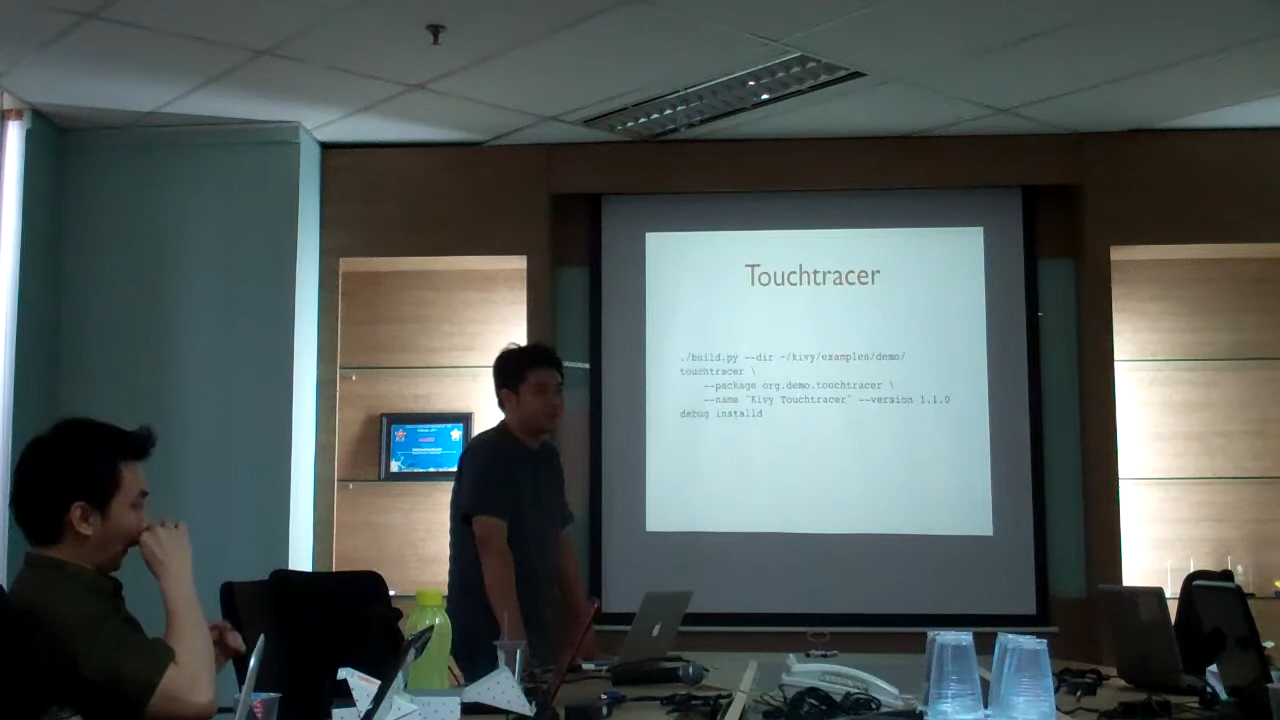 Touchtracer
./build.py --dir ~/kivy/examples/demo/
touchtracer \
--package org.demo.touchtracer \
--name "Kivy Touchtracer" --version 1.1.0
debug installd